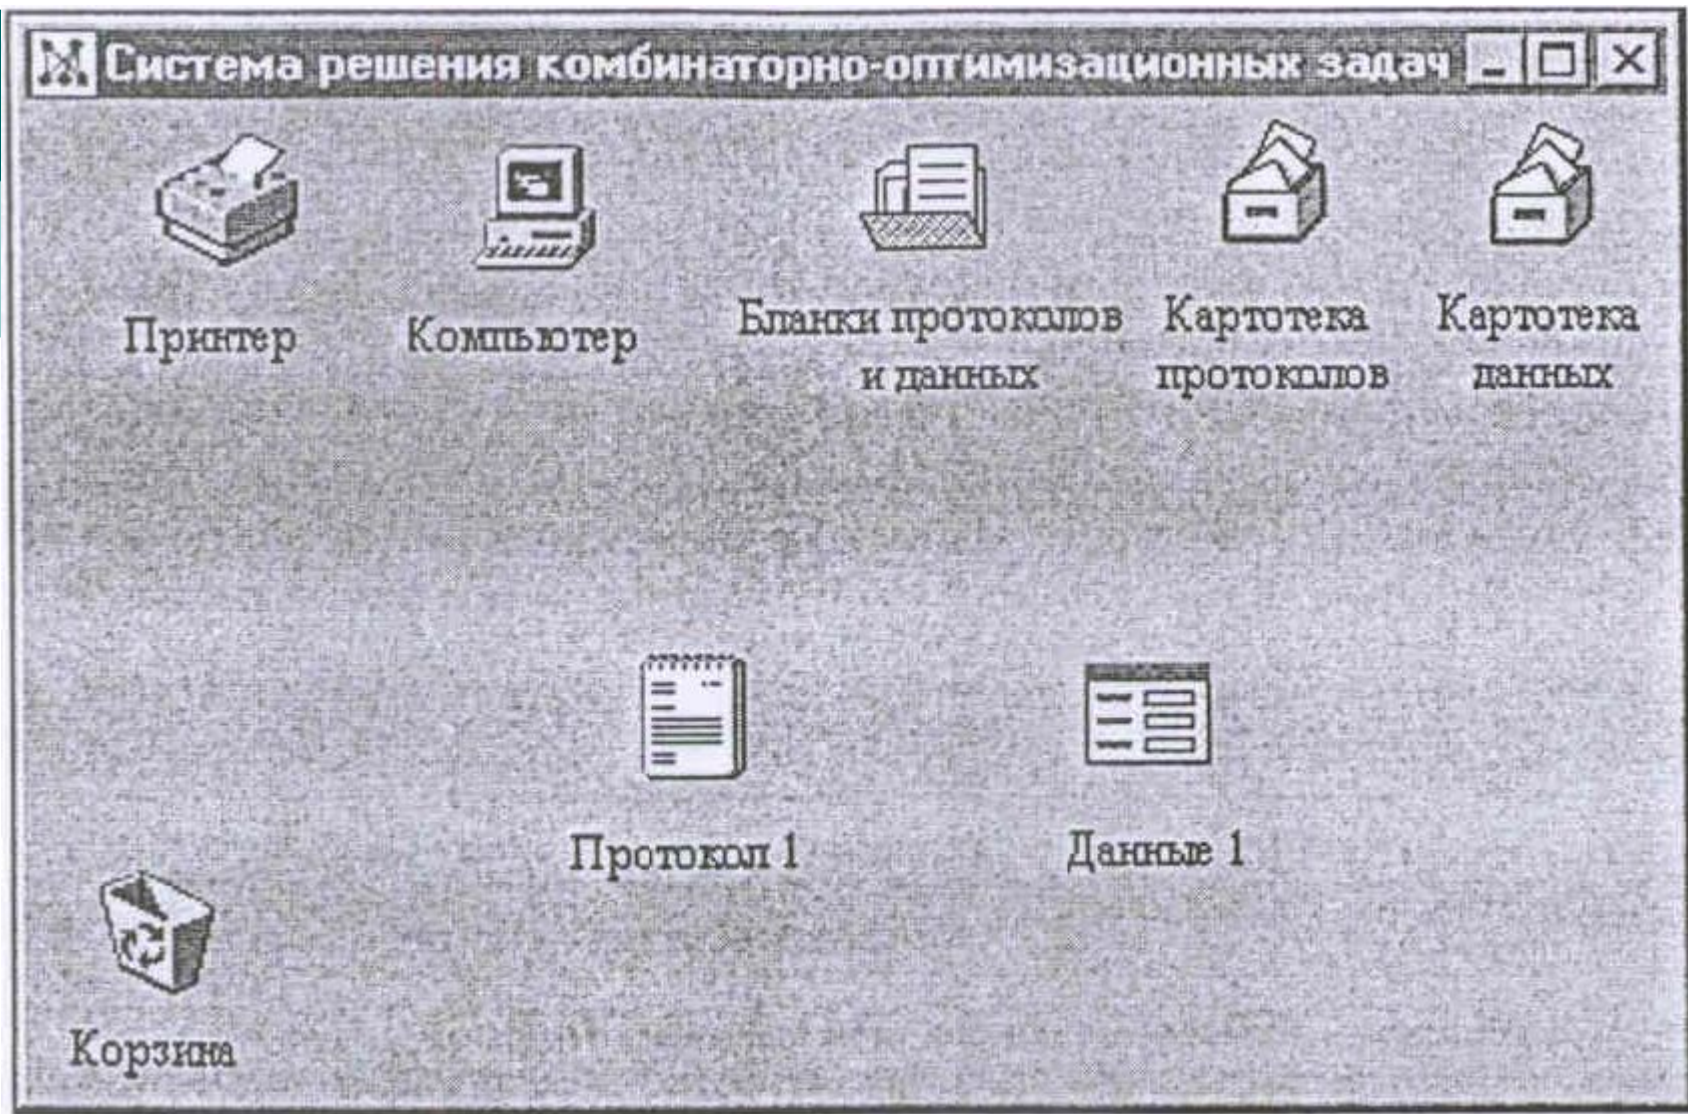 Система решения комбинаторно-оптимизационных задач
Принтер
Компьютер
Бланки протоколов
и данных
Картотека
протоколов
Картотека
данных
Протокол 1
Данные 1
Корзина